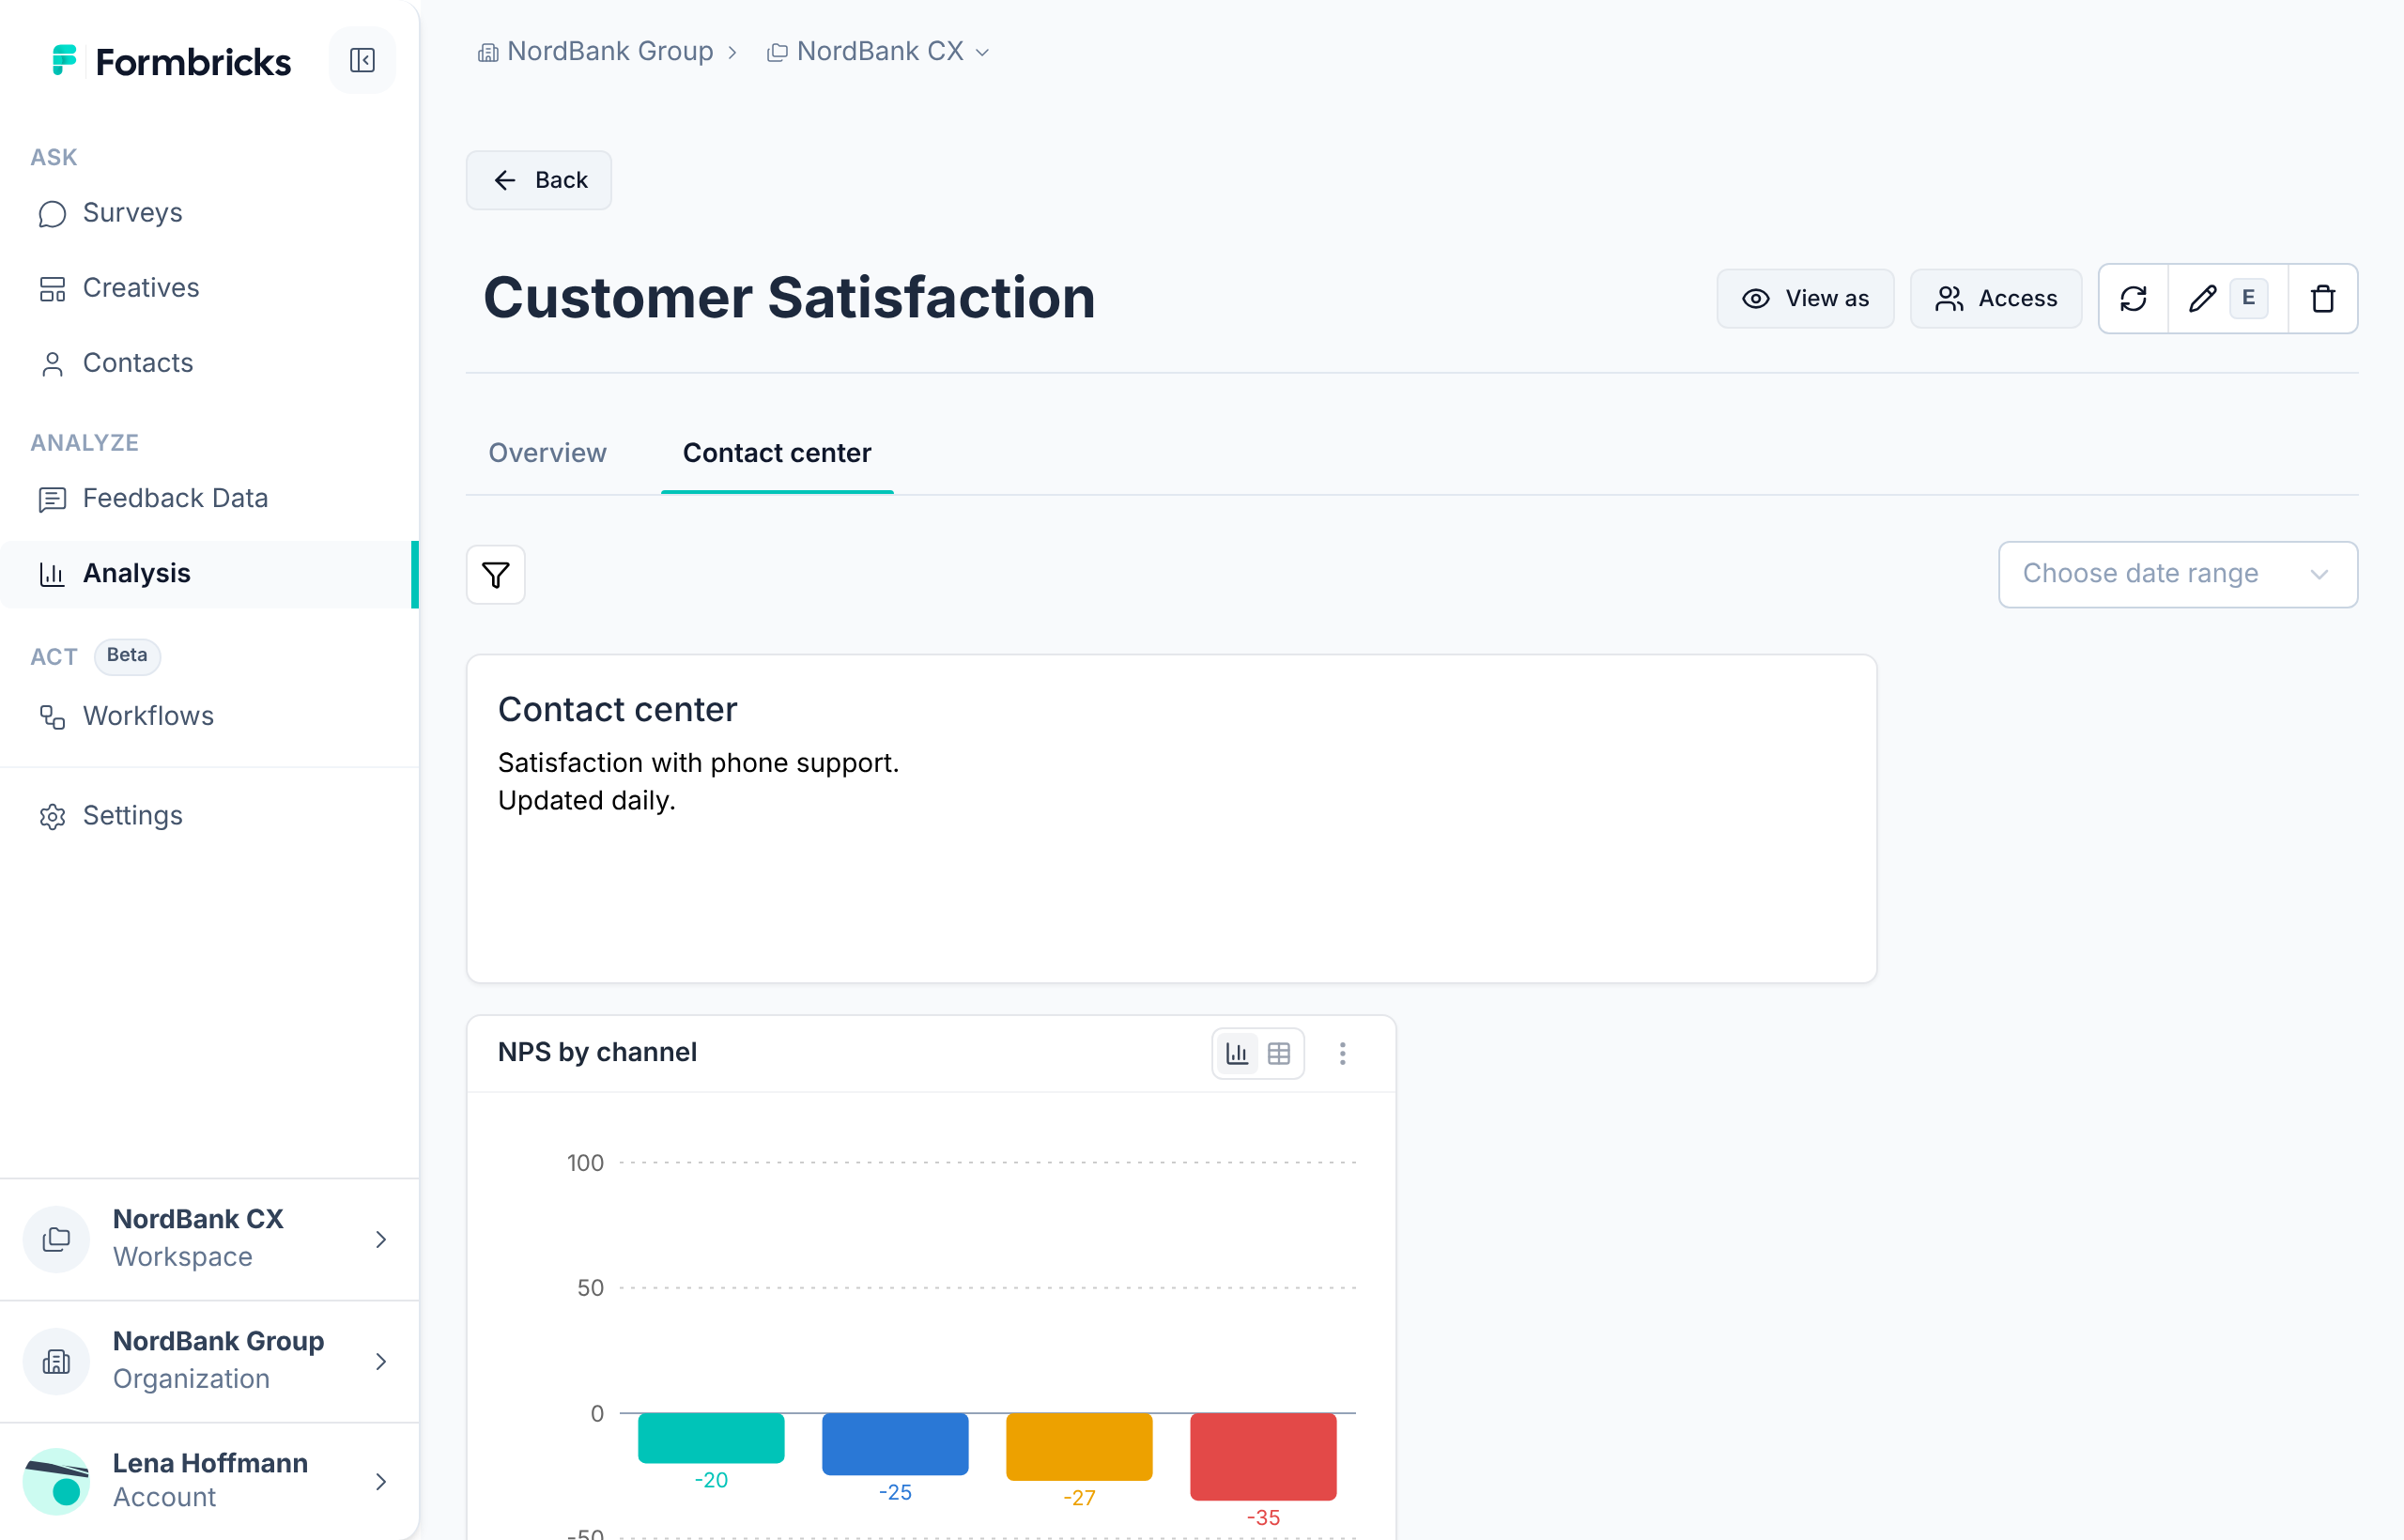 Formbricks
NordBank Group
NordBank CX
ASK
Surveys
Creatives
Contacts
ANALYZE
Feedback Data
Analysis
ACT Beta
Workflows
Settings
NordBank CX
Workspace
NordBank Group
Organization
Lena Hoffmann
Account
Back
Customer Satisfaction
View as
Access
E
Overview
Contact center
Choose date range
Contact center
Satisfaction with phone support.
Updated daily.
NPS by channel
100
50
0
-50
-20
-25
-27
-35